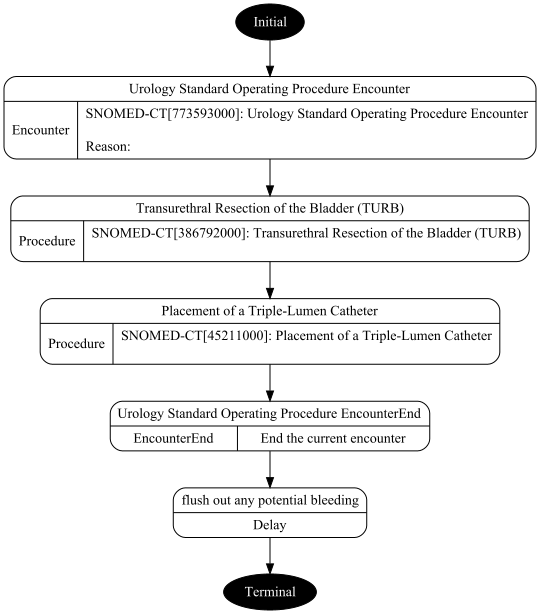 Initial
Urology Standard Operating Procedure Encounter
Encounter
SNOMED-CT[773593000]: Urology Standard Operating Procedure Encounter
Reason:
Transurethral Resection of the Bladder (TURB)
Procedure
SNOMED-CT[386792000]: Transurethral Resection of the Bladder (TURB)
Placement of a Triple-Lumen Catheter
Procedure
SNOMED-CT[45211000]: Placement of a Triple-Lumen Catheter
Urology Standard Operating Procedure EncounterEnd
EncounterEnd
End the current encounter
flush out any potential bleeding
Delay
Terminal